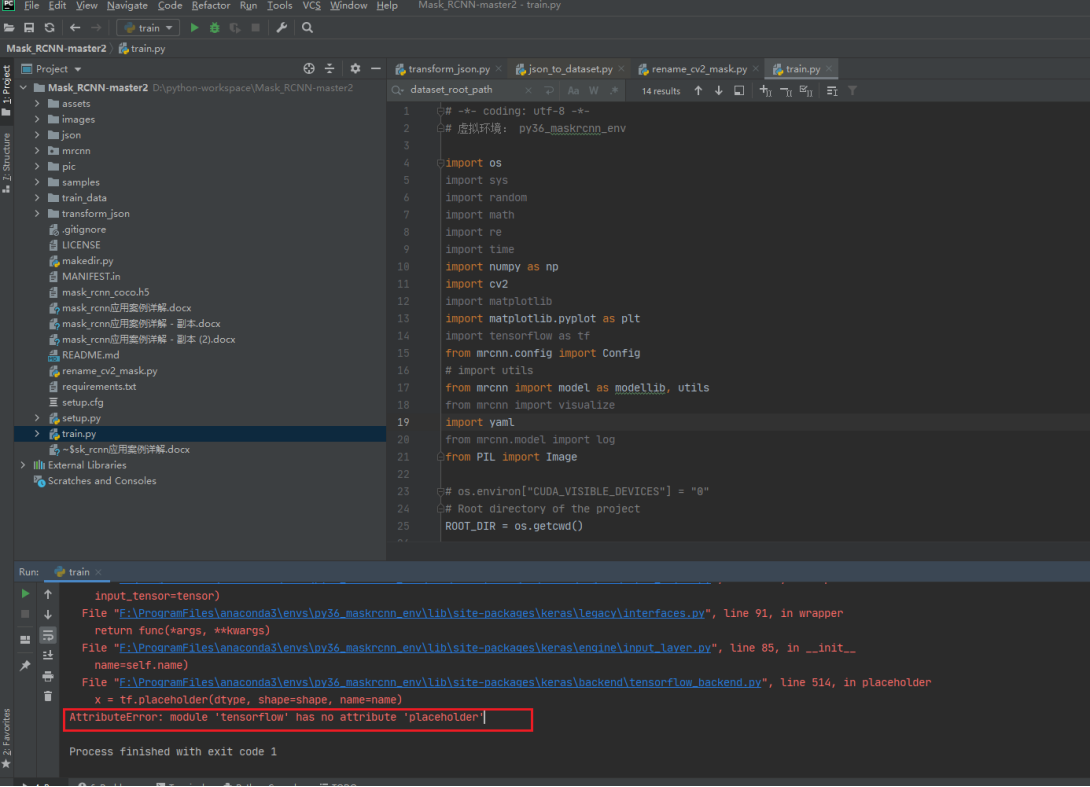 PC File Edit View Navigate Code Refactor Run Tools VCS Window Help Mask_RCNN-master2 - train.py
train
Mask_RCNN-master2 train.py
Project
transform_json.py json_to_dataset.py rename_cv2_mask.py train.py
dataset_root_path Aa W .* 14 results
1: Project
Z: Structure
2: Favorites
Mask_RCNN-master2 D:\python-workspace\Mask_RCNN-master2
assets
images
json
mrcnn
pic
samples
train_data
transform_json
.gitignore
LICENSE
makedir.py
MANIFEST.in
mask_rcnn_coco.h5
mask_rcnn应用案例详解.docx
mask_rcnn应用案例详解 - 副本.docx
mask_rcnn应用案例详解 - 副本 (2).docx
README.md
rename_cv2_mask.py
requirements.txt
setup.cfg
setup.py
train.py
~$sk_rcnn应用案例详解.docx
External Libraries
Scratches and Consoles
1 # -*- coding: utf-8 -*-
2 # 虚拟环境： py36_maskrcnn_env
3
4 import os
5 import sys
6 import random
7 import math
8 import re
9 import time
10 import numpy as np
11 import cv2
12 import matplotlib
13 import matplotlib.pyplot as plt
14 import tensorflow as tf
15 from mrcnn.config import Config
16 # import utils
17 from mrcnn import model as modellib, utils
18 from mrcnn import visualize
19 import yaml
20 from mrcnn.model import log
21 from PIL import Image
22
23 # os.environ["CUDA_VISIBLE_DEVICES"] = "0"
24 # Root directory of the project
25 ROOT_DIR = os.getcwd()
Run: train
input_tensor=tensor)
File "F:\ProgramFiles\anaconda3\envs\py36_maskrcnn_env\lib\site-packages\keras\legacy\interfaces.py", line 91, in wrapper
return func(*args, **kwargs)
File "F:\ProgramFiles\anaconda3\envs\py36_maskrcnn_env\lib\site-packages\keras\engine\input_layer.py", line 85, in __init__
name=self.name)
File "F:\ProgramFiles\anaconda3\envs\py36_maskrcnn_env\lib\site-packages\keras\backend\tensorflow_backend.py", line 514, in placeholder
x = tf.placeholder(dtype, shape=shape, name=name)
AttributeError: module 'tensorflow' has no attribute 'placeholder'
Process finished with exit code 1